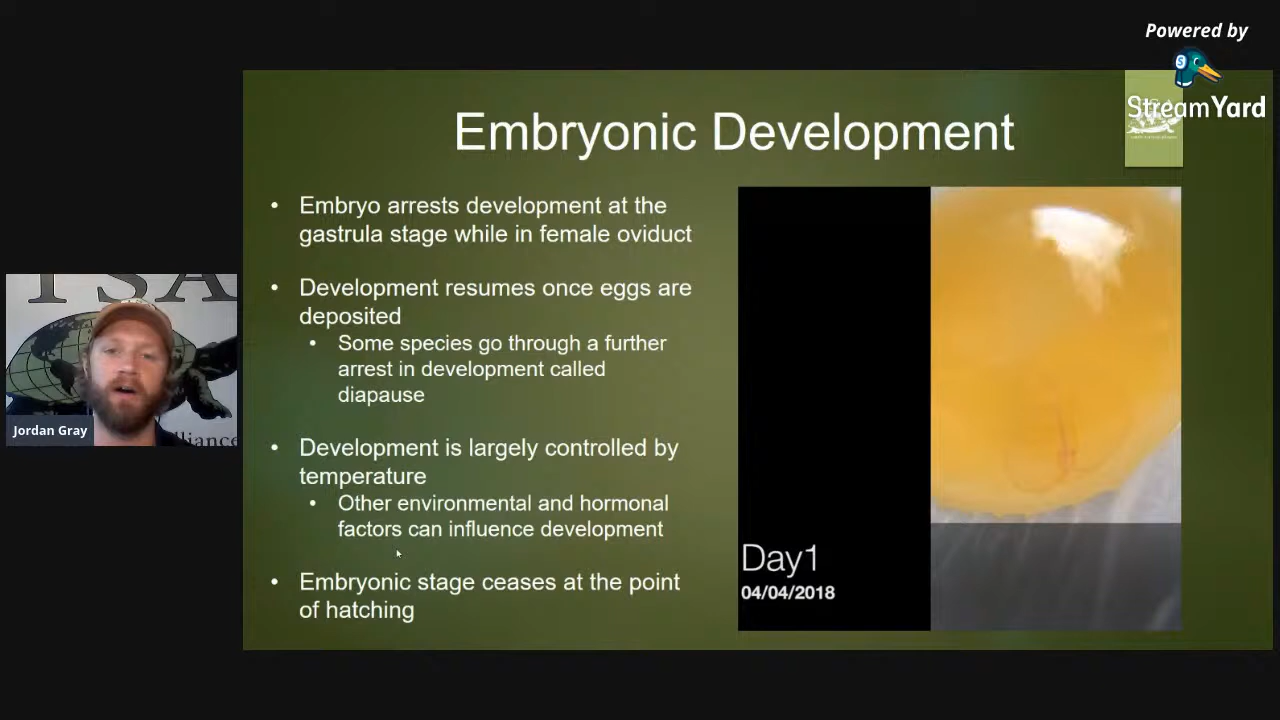 Powered by
StreamYard
Embryonic Development
• Embryo arrests development at the
gastrula stage while in female oviduct
• Development resumes once eggs are
deposited
• Some species go through a further
arrest in development called
diapause
• Development is largely controlled by
temperature
• Other environmental and hormonal
factors can influence development
• Embryonic stage ceases at the point
of hatching
Day1
04/04/2018
TSA
lliance
Jordan Gray